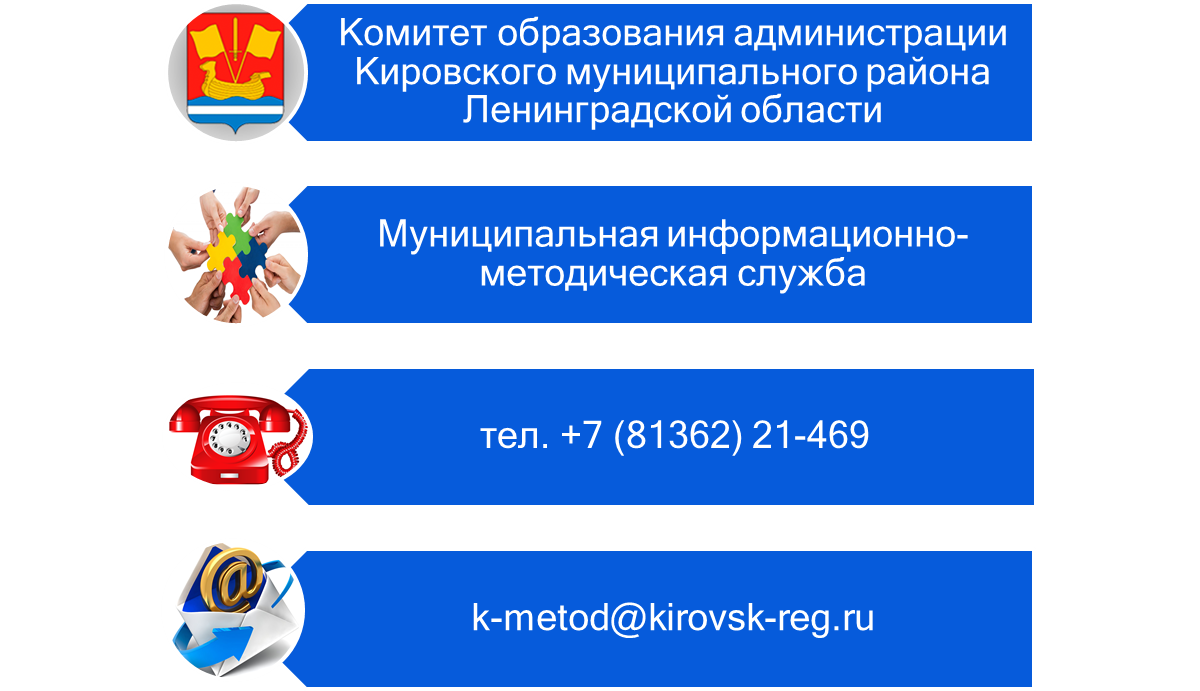 Комитет образования администрации
Кировского муниципального района
Ленинградской области
Муниципальная информационно-
методическая служба
тел. +7 (81362) 21-469
k-metod@kirovsk-reg.ru